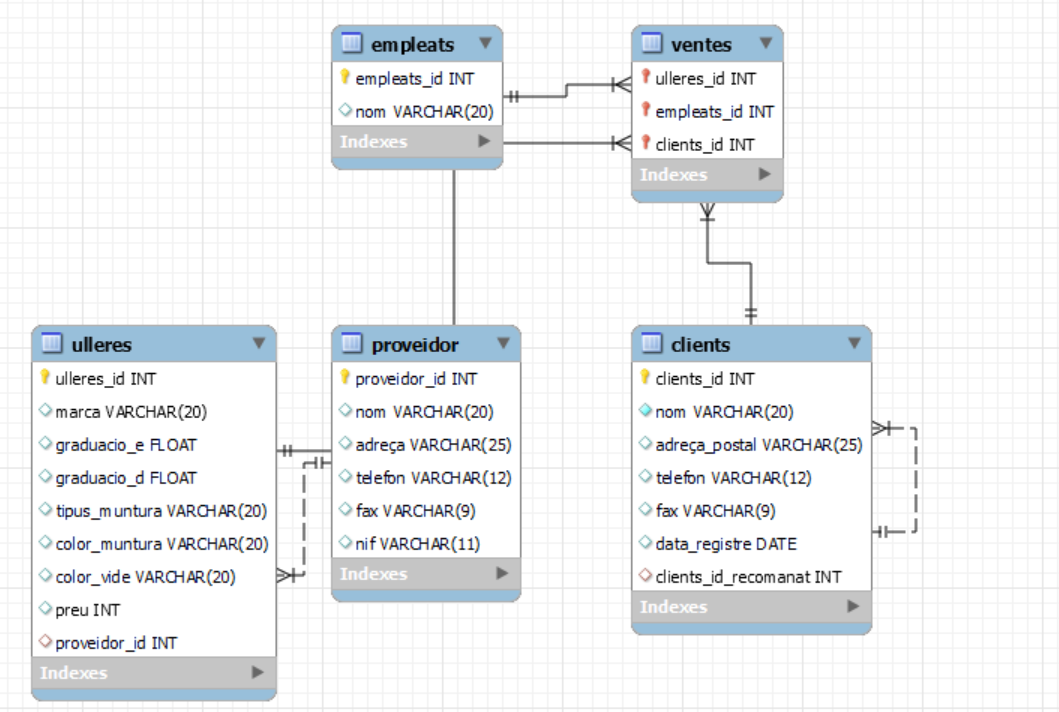 empleats
empleats_id INT
nom VARCHAR(20)
Indexes
ventes
ulleres_id INT
empleats_id INT
clients_id INT
Indexes
ulleres
ulleres_id INT
marca VARCHAR(20)
graduacio_e FLOAT
graduacio_d FLOAT
tipus_muntura VARCHAR(20)
color_muntura VARCHAR(20)
color_vide VARCHAR(20)
preu INT
proveidor_id INT
Indexes
proveidor
proveidor_id INT
nom VARCHAR(20)
adreça VARCHAR(25)
telefon VARCHAR(12)
fax VARCHAR(9)
nif VARCHAR(11)
Indexes
clients
clients_id INT
nom VARCHAR(20)
adreça_postal VARCHAR(25)
telefon VARCHAR(12)
fax VARCHAR(9)
data_registre DATE
clients_id_recomanat INT
Indexes